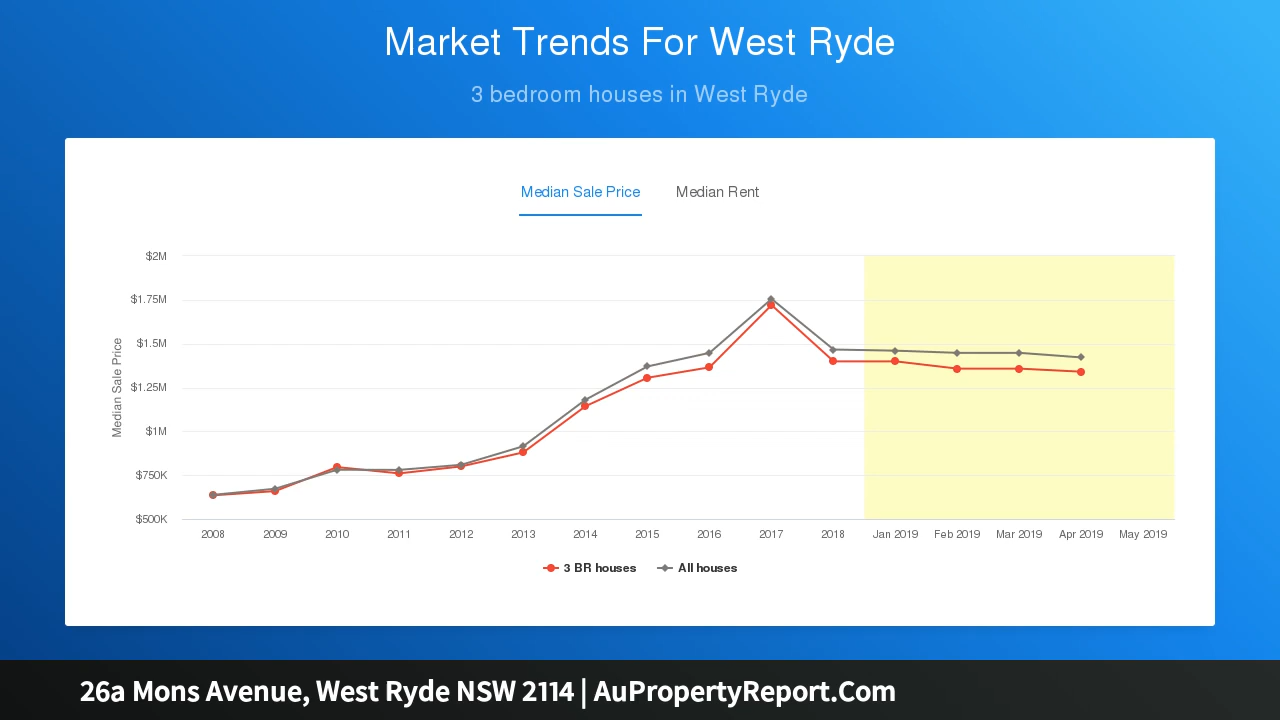 Market Trends For West Ryde
3 bedroom houses in West Ryde
Median Sale Price Median Rent
$2M
$1.75M
$1.5M
$1.25M
$1M
$750K
$500K
Median Sale Price
2008 2009 2010 2011 2012 2013 2014 2015 2016 2017 2018 Jan 2019 Feb 2019 Mar 2019 Apr 2019 May 2019
3 BR houses All houses
26a Mons Avenue, West Ryde NSW 2114 | AuPropertyReport.Com